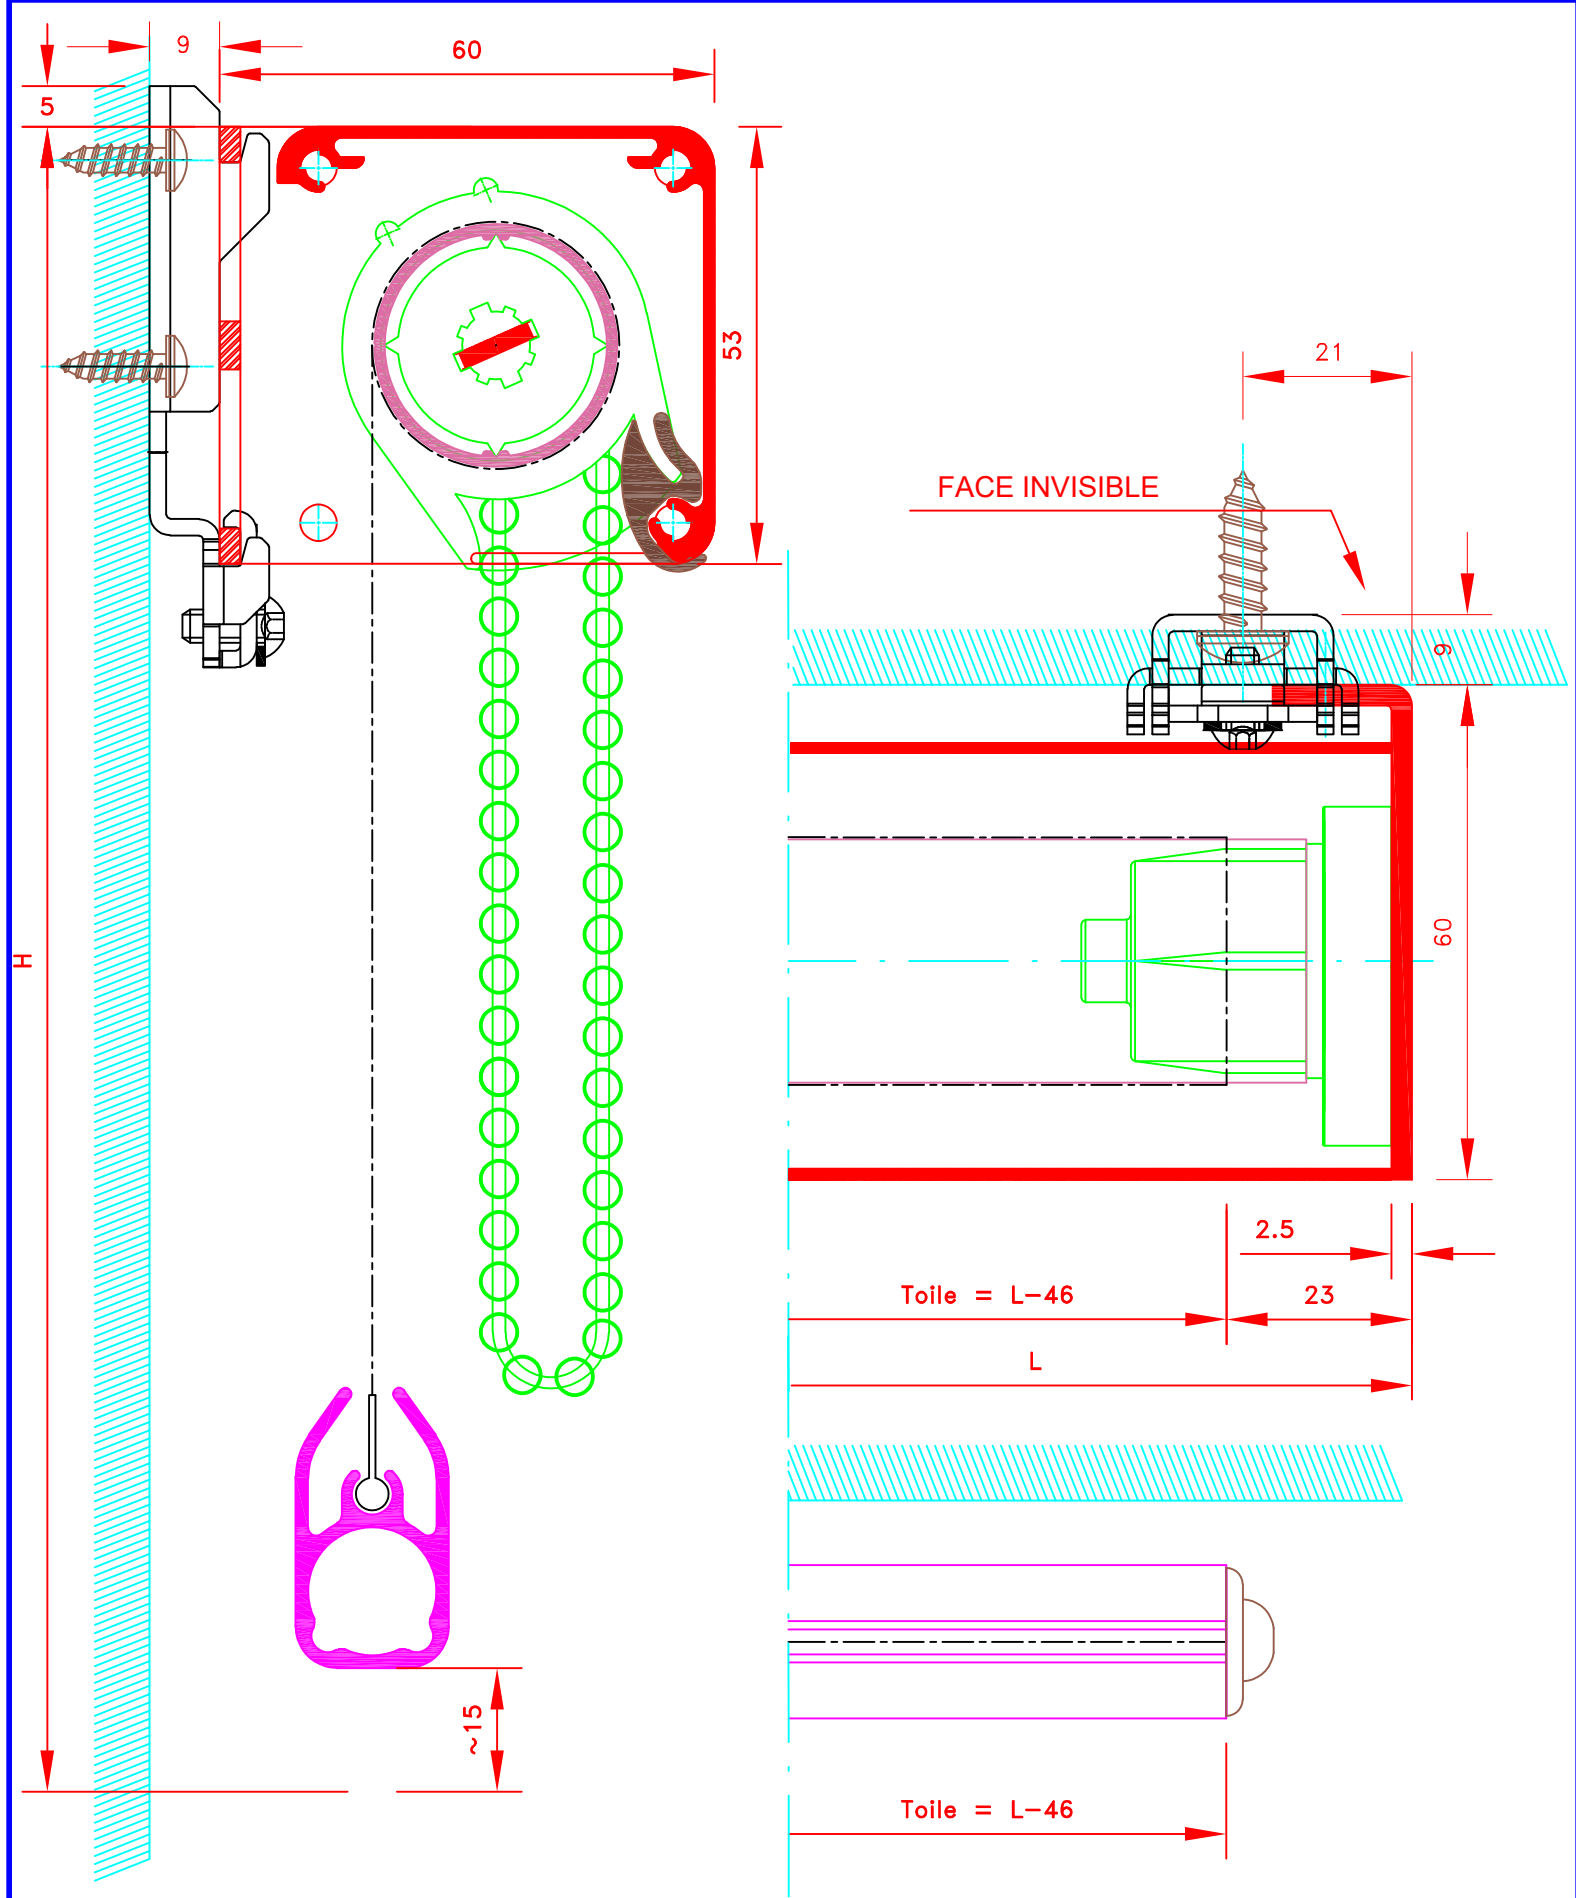 9
60
5
53
21
FACE INVISIBLE
9
60
H
2.5
Toile = L-46
23
L
~15
Toile = L-46